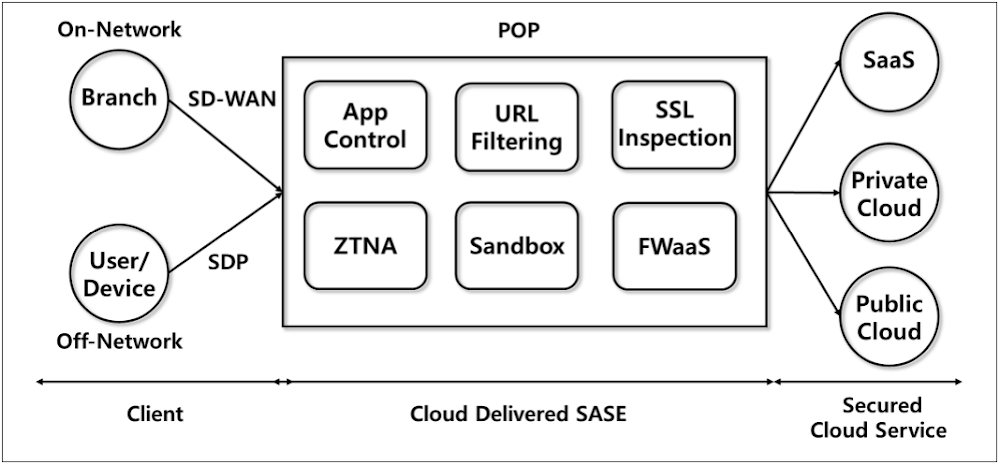 On-Network
Branch
SD-WAN
User/
Device
SDP
Off-Network
POP
App
Control
URL
Filtering
SSL
Inspection
ZTNA
Sandbox
FWaaS
SaaS
Private
Cloud
Public
Cloud
Client
Cloud Delivered SASE
Secured
Cloud Service